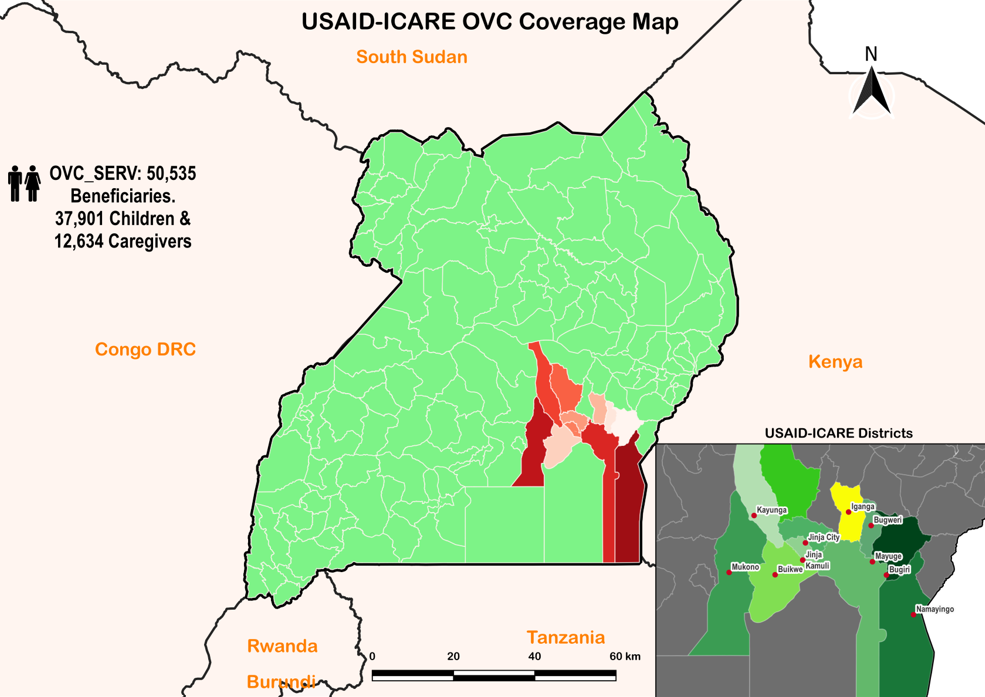 USAID-ICARE OVC Coverage Map
South Sudan
N
OVC_SERV: 50,535
Beneficiaries.
37,901 Children &
12,634 Caregivers
Congo DRC
Kenya
USAID-ICARE Districts
Kayunga
Iganga
Bugweri
Jinja City
Jinja
Kamuli
Mayuge
Mukono
Buikwe
Bugiri
Namayingo
Tanzania
Rwanda
Burundi
0 20 40 60 km